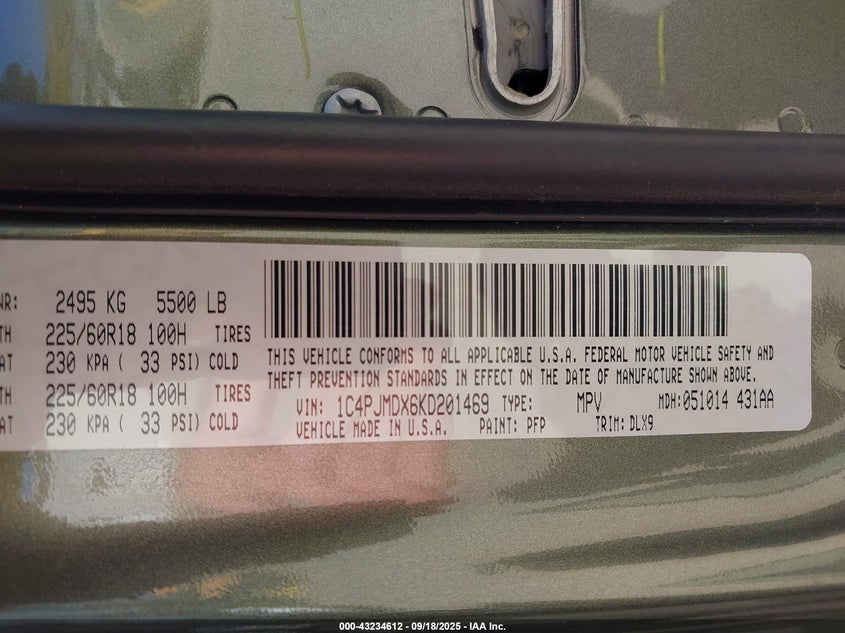 WR: 2495 KG 5500 LB
TH 225/60R18 100H TIRES
AT 230 KPA ( 33 PSI) COLD
TH 225/60R18 100H TIRES
AT 230 KPA ( 33 PSI) COLD
THIS VEHICLE CONFORMS TO ALL APPLICABLE U.S.A. FEDERAL MOTOR VEHICLE SAFETY AND
THEFT PREVENTION STANDARDS IN EFFECT ON THE DATE OF MANUFACTURE SHOWN ABOVE.
VIN: 1C4PJMDX6KD201469 TYPE: MPV MDH: 051014 431AA
VEHICLE MADE IN U.S.A. PAINT: PFP TRIM: DLX9
000-43234612 - 09/18/2025 - IAA Inc.